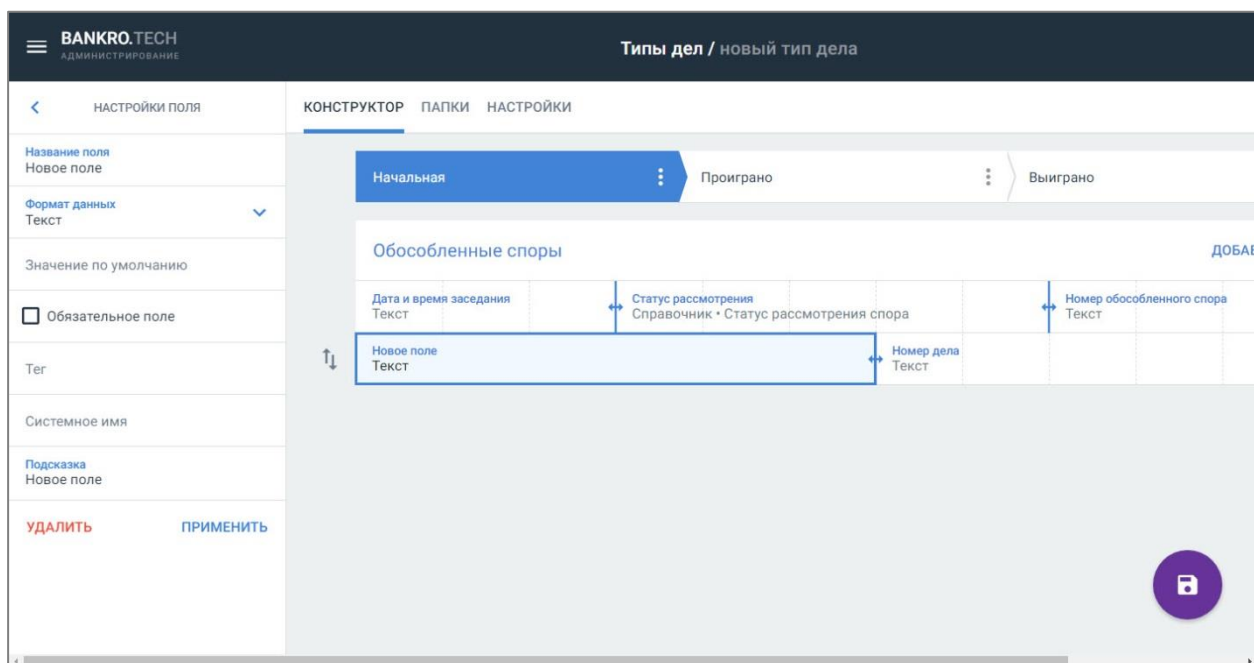 BANKRO.TECH
АДМИНИСТРИРОВАНИЕ
Типы дел / новый тип дела
НАСТРОЙКИ ПОЛЯ
КОНСТРУКТОР ПАПКИ НАСТРОЙКИ
Название поля
Новое поле
Формат данных
Текст
Значение по умолчанию
Обязательное поле
Тег
Системное имя
Подсказка
Новое поле
УДАЛИТЬ ПРИМЕНИТЬ
Начальная Проиграно Выиграно
Обособленные споры ДОБАВ
Дата и время заседания
Текст
Статус рассмотрения
Справочник • Статус рассмотрения спора
Номер обособленного спора
Текст
Новое поле
Текст
Номер дела
Текст